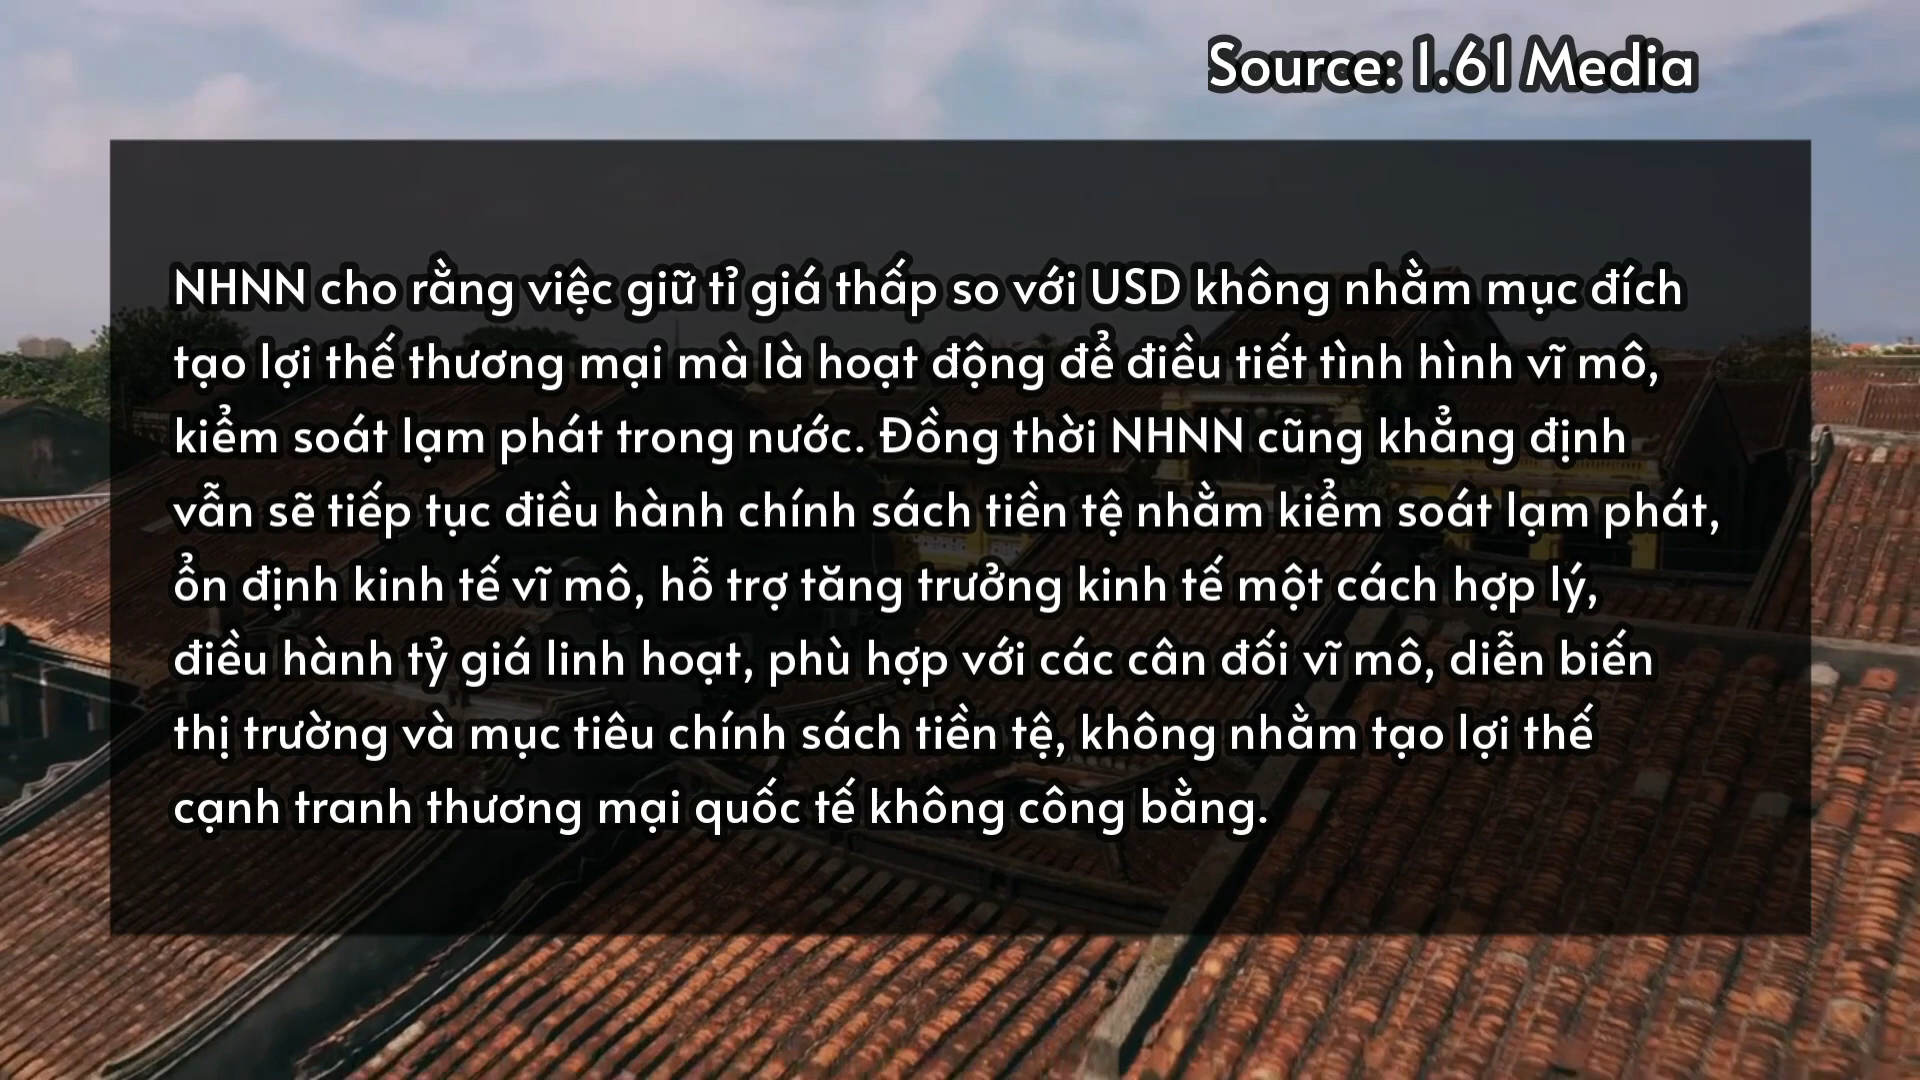 Source: 1.61 Media
NHNN cho rằng việc giữ tỉ giá thấp so với USD không nhằm mục đích
tạo lợi thế thương mại mà là hoạt động để điều tiết tình hình vĩ mô,
kiểm soát lạm phát trong nước. Đồng thời NHNN cũng khẳng định
vẫn sẽ tiếp tục điều hành chính sách tiền tệ nhằm kiểm soát lạm phát,
ổn định kinh tế vĩ mô, hỗ trợ tăng trưởng kinh tế một cách hợp lý,
điều hành tỷ giá linh hoạt, phù hợp với các cân đối vĩ mô, diễn biến
thị trường và mục tiêu chính sách tiền tệ, không nhằm tạo lợi thế
cạnh tranh thương mại quốc tế không công bằng.